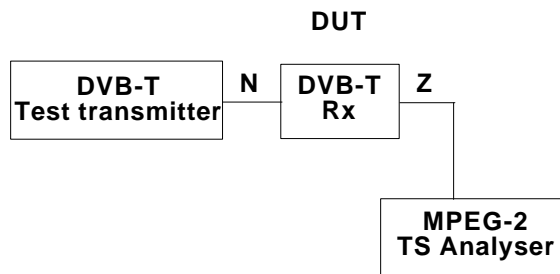 DUT
DVB-T
Test transmitter
N
DVB-T
Rx
Z
MPEG-2
TS Analyser